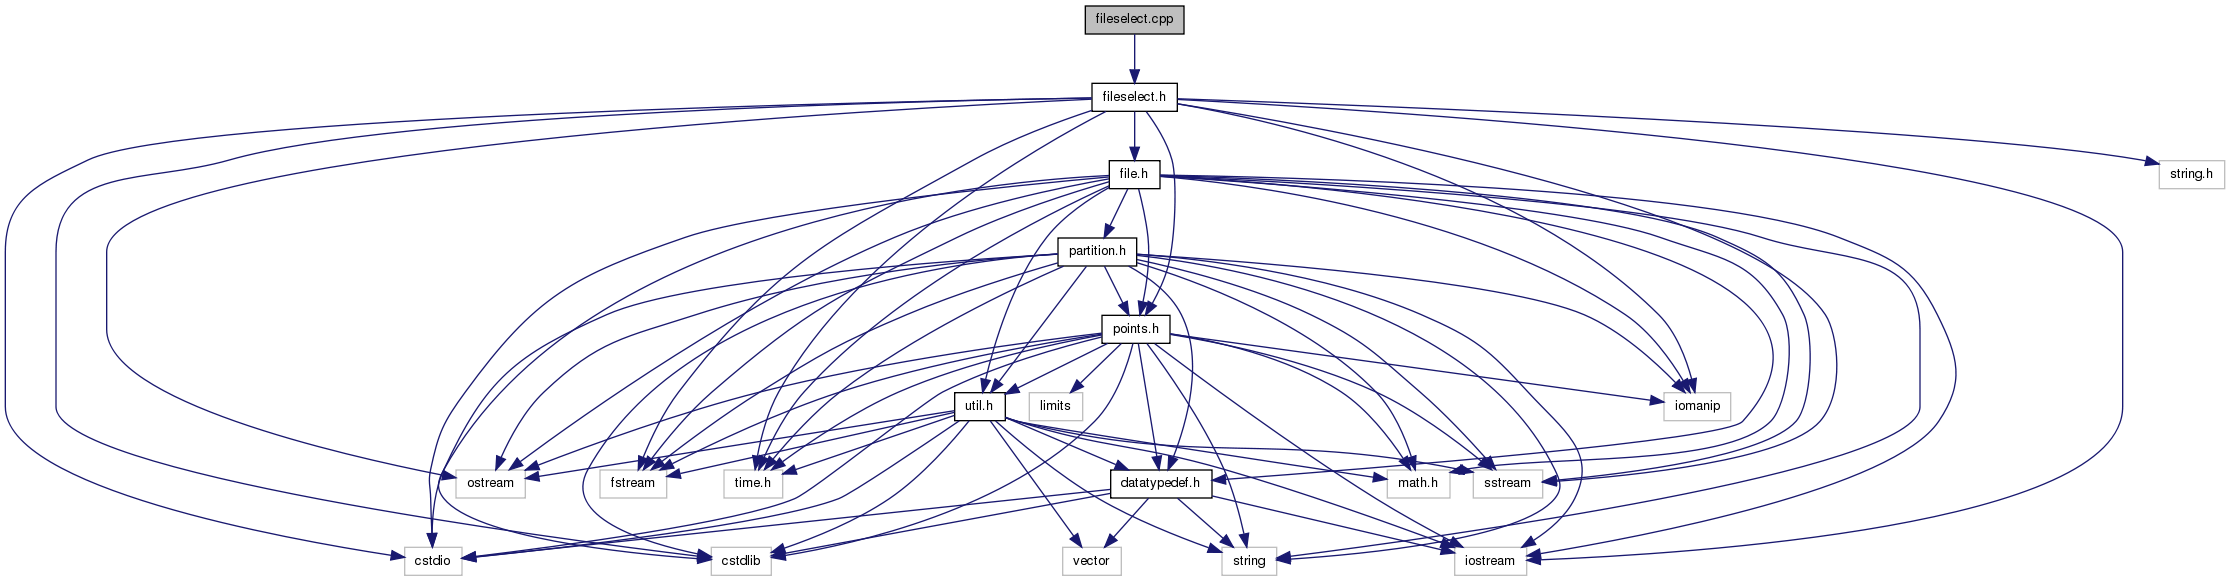 fileselect.cpp
fileselect.h
file.h
string.h
partition.h
points.h
util.h
limits
iomanip
ostream
fstream
time.h
datatypedef.h
math.h
sstream
cstdio
cstdlib
vector
string
iostream